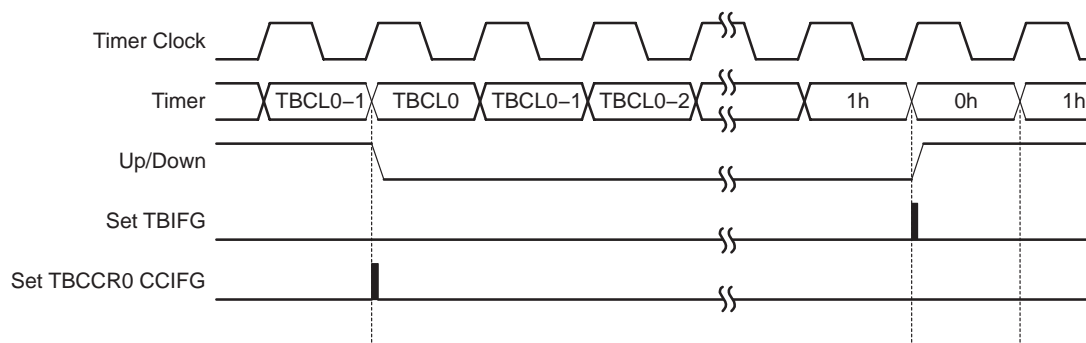 Timer Clock
Timer TBCL0−1 TBCL0 TBCL0−1 TBCL0−2 1h 0h 1h
Up/Down
Set TBIFG
Set TBCCR0 CCIFG